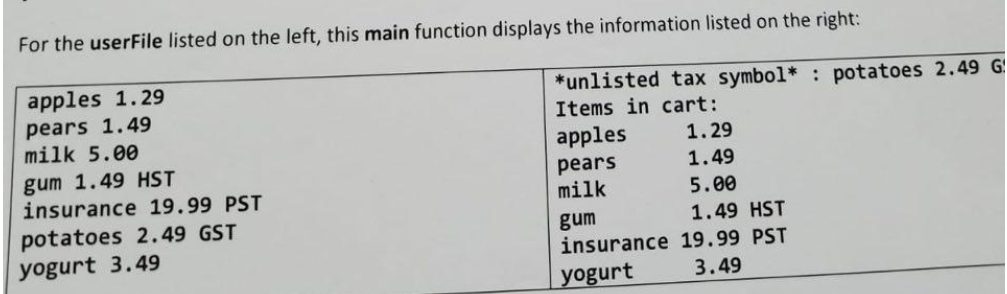 For the userFile listed on the left, this main function displays the information listed on the right:
apples 1.29
pears 1.49
milk 5.00
gum 1.49 HST
insurance 19.99 PST
potatoes 2.49 GST
yogurt 3.49
*unlisted tax symbol* : potatoes 2.49
Items in cart:
apples 1.29
pears 1.49
milk 5.00
gum 1.49 HST
insurance 19.99 PST
yogurt 3.49